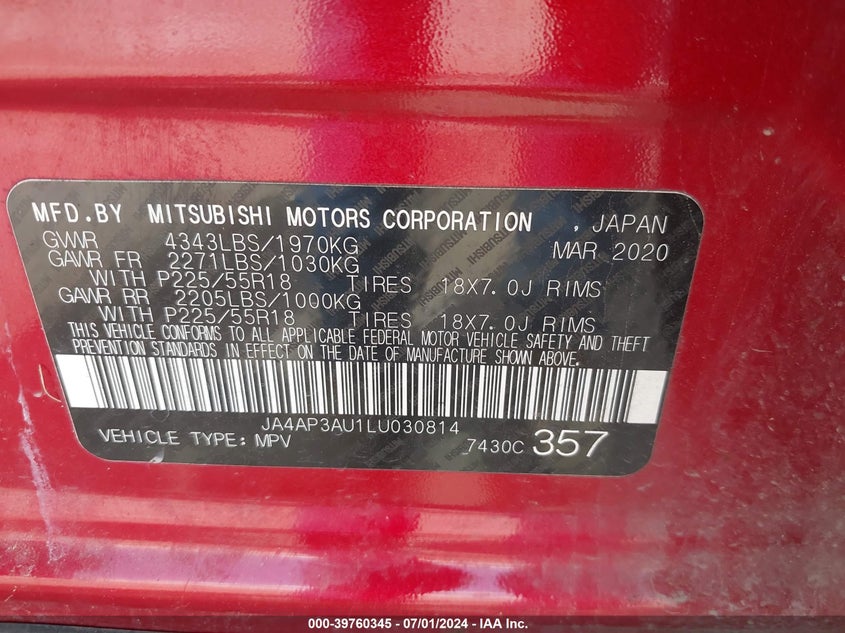 MFD.BY MITSUBISHI MOTORS CORPORATION , JAPAN
GVWR 4343LBS/1970KG MAR 2020
GAWR FR 2271LBS/1030KG
WITH P225/55R18 TIRES 18X7.0J RIMS
GAWR RR 2205LBS/1000KG
WITH P225/55R18 TIRES 18X7.0J RIMS
THIS VEHICLE CONFORMS TO ALL APPLICABLE FEDERAL MOTOR VEHICLE SAFETY AND THEFT
PREVENTION STANDARDS IN EFFECT ON THE DATE OF MANUFACTURE SHOWN ABOVE.
JA4AP3AU1LU030814
VEHICLE TYPE: MPV 7430C 357
000-39760345 - 07/01/2024 - IAA Inc.